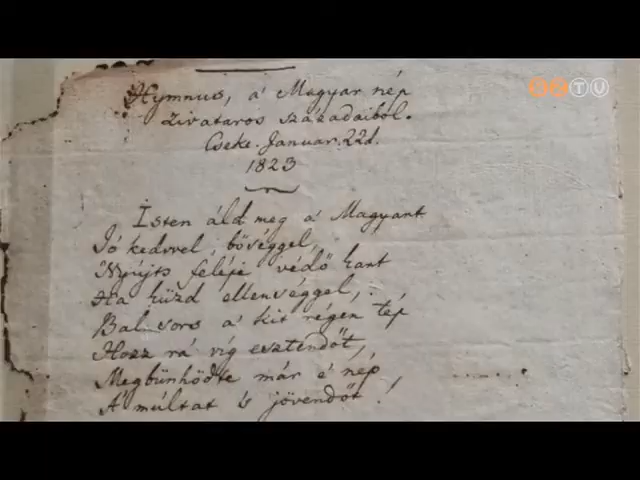 Hymnus, a' Magyar nép
zivataros századaiból.
Cseke. Januar. 22d.
1823
Isten áld meg a' Magyart
Jó kedvvel, bőséggel,
Nyújts feléje védő kart
Ha küzd ellenséggel,
Bal sors a' kit régen tép
Hozz rá víg esztendőt,
Megbünhödte már e' nép
A' múltat 's jövendőt!
TV